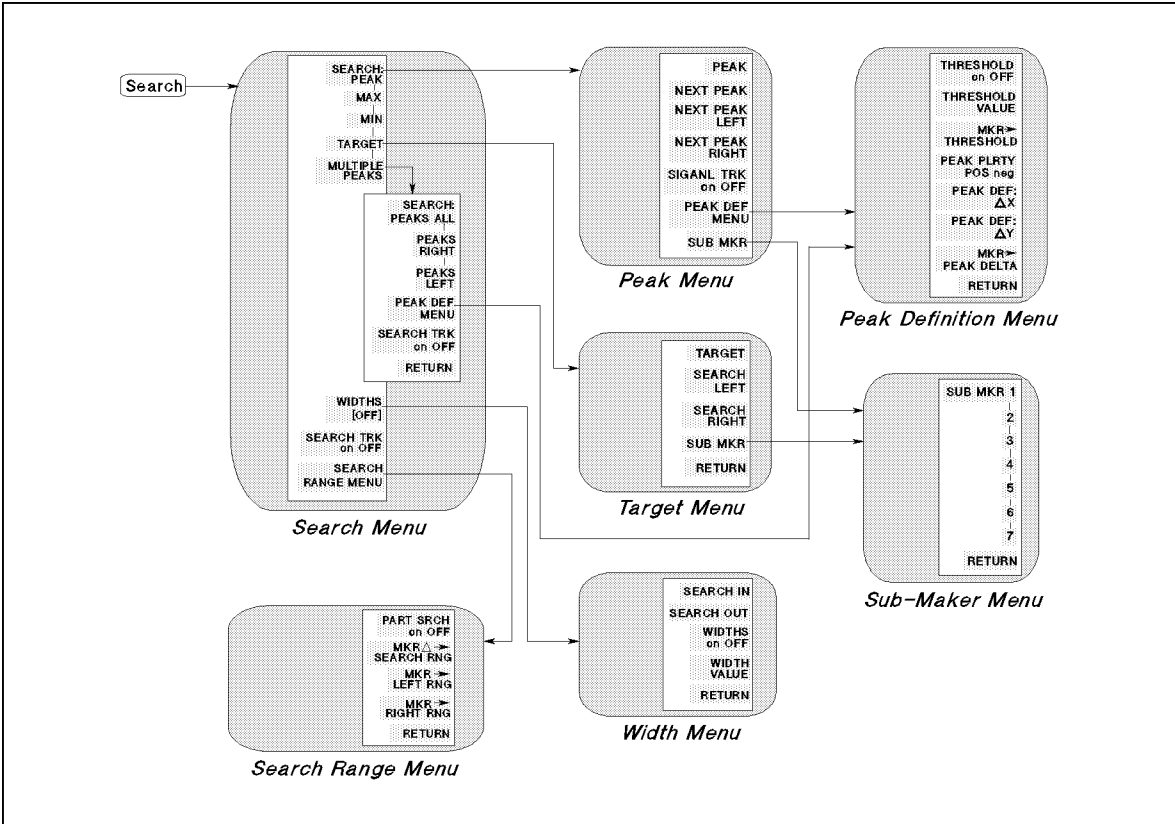 Search
SEARCH:
PEAK
MAX
MIN
TARGET
MULTIPLE
PEAKS
SEARCH:
PEAKS ALL
PEAKS
RIGHT
PEAKS
LEFT
PEAK DEF
MENU
SEARCH TRK
on OFF
RETURN
WIDTHS
[OFF]
SEARCH TRK
on OFF
SEARCH
RANGE MENU
Search Menu
PEAK
NEXT PEAK
NEXT PEAK
LEFT
NEXT PEAK
RIGHT
SIGANL TRK
on OFF
PEAK DEF
MENU
SUB MKR
Peak Menu
THRESHOLD
on OFF
THRESHOLD
VALUE
MKR➛
THRESHOLD
PEAK PLRTY
POS neg
PEAK DEF:
△X
PEAK DEF:
△Y
MKR➛
PEAK DELTA
RETURN
Peak Definition Menu
TARGET
SEARCH
LEFT
SEARCH
RIGHT
SUB MKR
RETURN
Target Menu
SUB MKR 1
2
3
4
5
6
7
RETURN
Sub-Maker Menu
PART SRCH
on OFF
MKR△➛
SEARCH RNG
MKR➛
LEFT RNG
MKR➛
RIGHT RNG
RETURN
Search Range Menu
SEARCH IN
SEARCH OUT
WIDTHS
on OFF
WIDTH
VALUE
RETURN
Width Menu